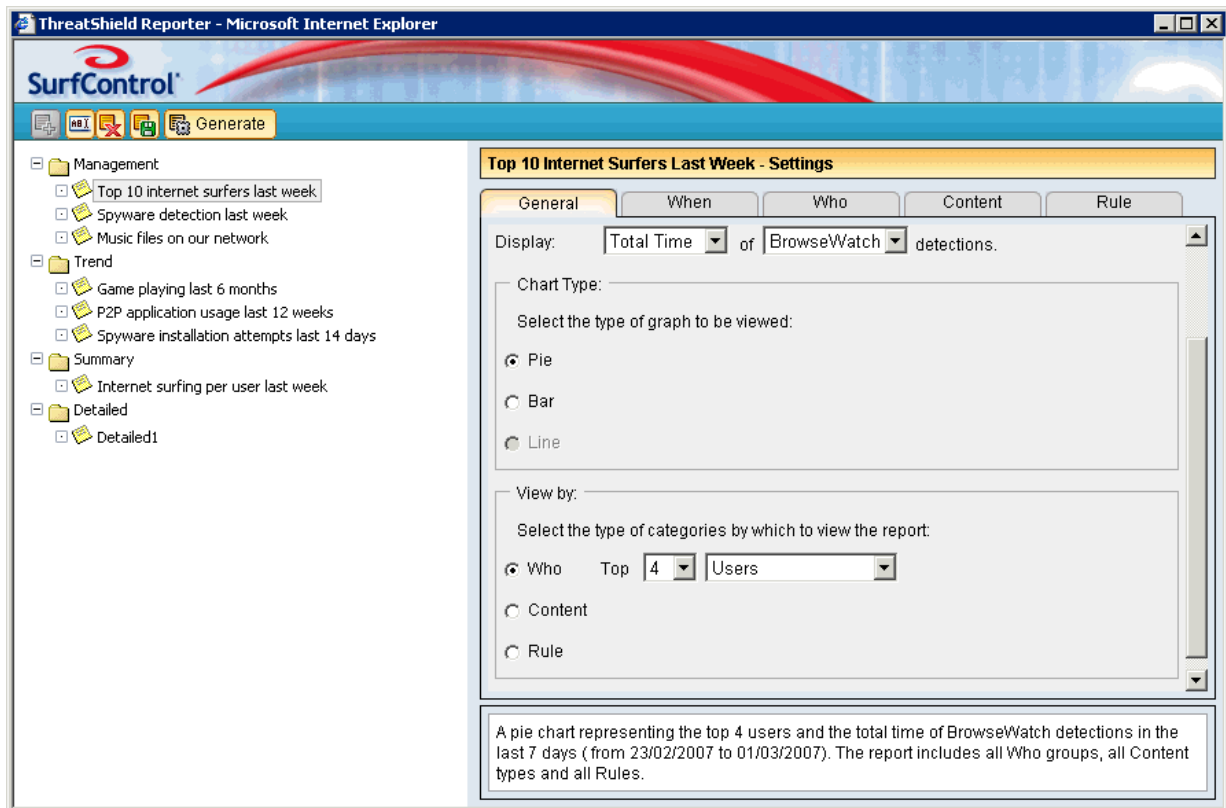 ThreatShield Reporter - Microsoft Internet Explorer
SurfControl
AB Generate
Management
Top 10 internet surfers last week
Spyware detection last week
Music files on our network
Trend
Game playing last 6 months
P2P application usage last 12 weeks
Spyware installation attempts last 14 days
Summary
Internet surfing per user last week
Detailed
Detailed1
Top 10 Internet Surfers Last Week - Settings
General When Who Content Rule
Display: Total Time of BrowseWatch detections.
Chart Type:
Select the type of graph to be viewed:
Pie
Bar
Line
View by:
Select the type of categories by which to view the report:
Who Top 4 Users
Content
Rule
A pie chart representing the top 4 users and the total time of BrowseWatch detections in the
last 7 days ( from 23/02/2007 to 01/03/2007). The report includes all Who groups, all Content
types and all Rules.